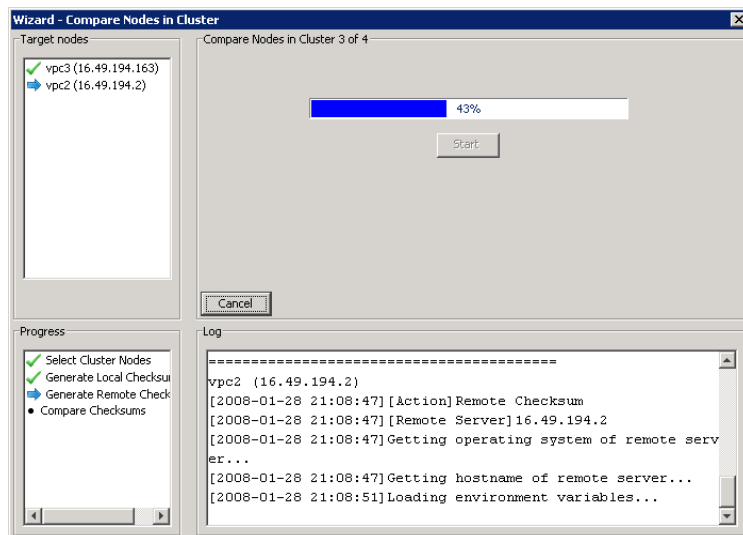 Wizard - Compare Nodes in Cluster
Target nodes
vpc3 (16.49.194.163)
vpc2 (16.49.194.2)
Compare Nodes in Cluster 3 of 4
43%
Start
Cancel
Progress
Select Cluster Nodes
Generate Local Checksu
Generate Remote Check
Compare Checksums
Log
========================================
vpc2 (16.49.194.2)
[2008-01-28 21:08:47][Action]Remote Checksum
[2008-01-28 21:08:47][Remote Server]16.49.194.2
[2008-01-28 21:08:47]Getting operating system of remote serv
er...
[2008-01-28 21:08:47]Getting hostname of remote server...
[2008-01-28 21:08:51]Loading environment variables...